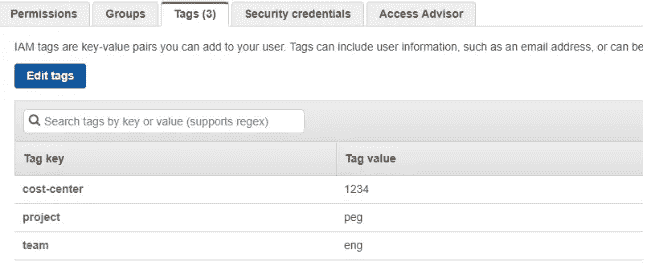 Permissions Groups Tags (3) Security credentials Access Advisor
IAM tags are key-value pairs you can add to your user. Tags can include user information, such as an email address, or can be
Edit tags
Search tags by key or value (supports regex)
Tag key Tag value
cost-center 1234
project peg
team eng